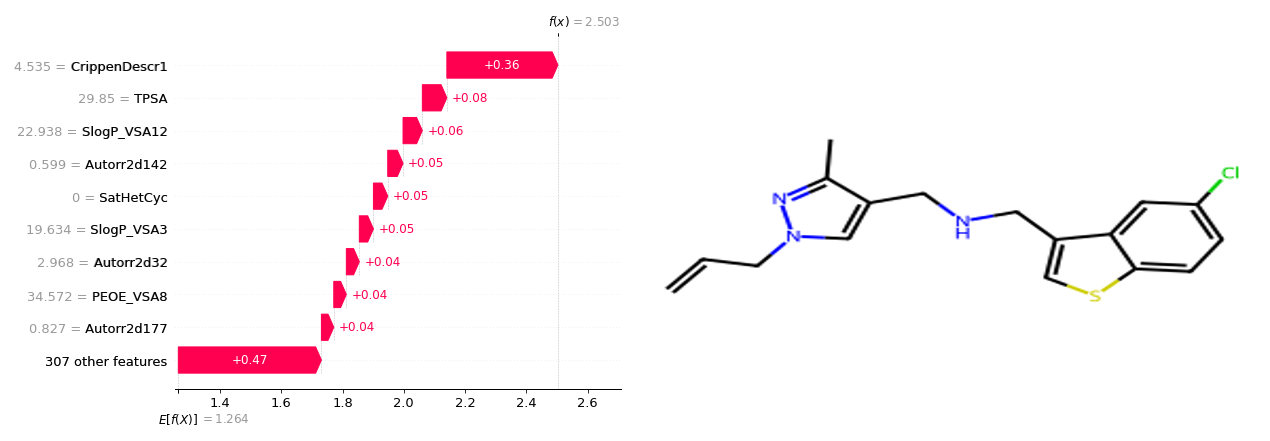 f(x) = 2.503
4.535 = CrippenDescr1 +0.36
29.85 = TPSA +0.08
22.938 = SlogP_VSA12 +0.06
0.599 = Autorr2d142 +0.05
0 = SatHetCyc +0.05
19.634 = SlogP_VSA3 +0.05
2.968 = Autorr2d32 +0.04
34.572 = PEOE_VSA8 +0.04
0.827 = Autorr2d177 +0.04
307 other features +0.47
1.4 1.6 1.8 2.0 2.2 2.4 2.6
E[f(X)] = 1.264
Cl
N
N
H
N
S